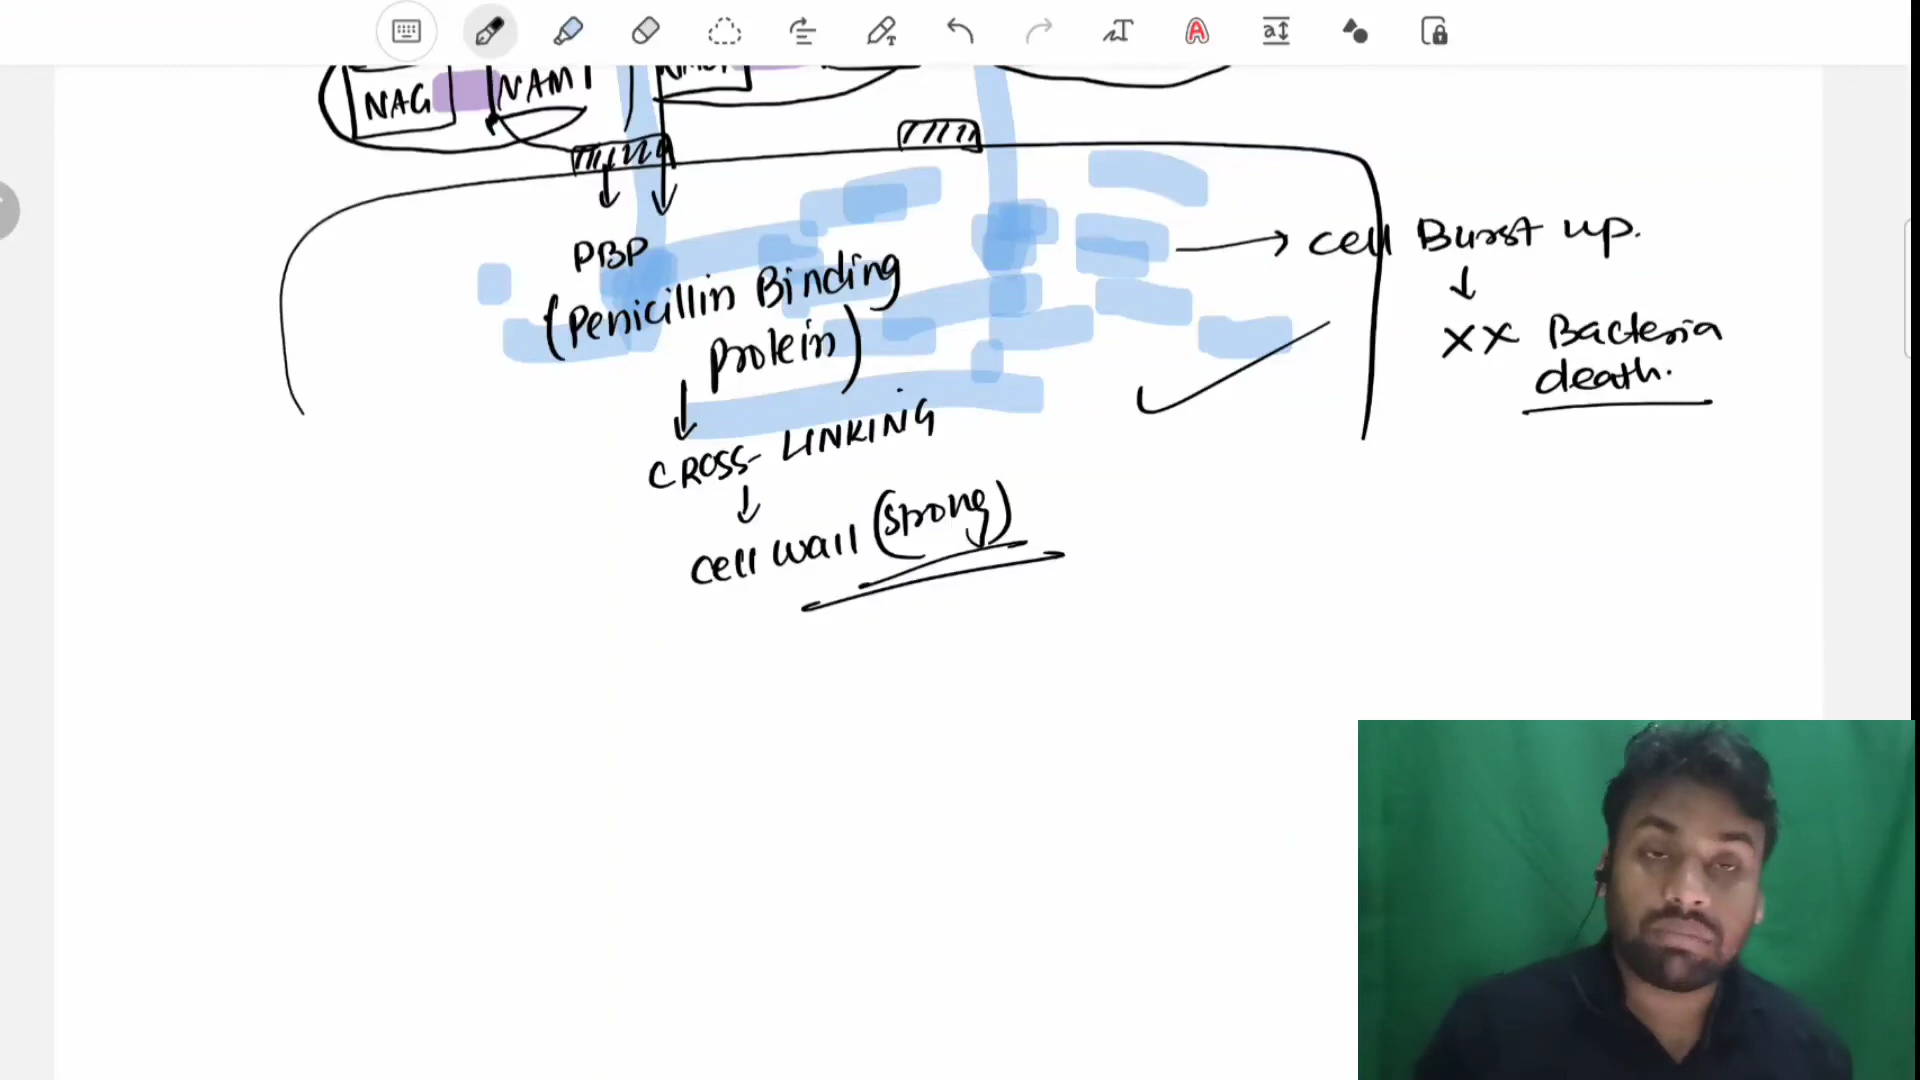 NAG NAM
PBP
(Penicillin Binding
Protein)
CROSS- LINKING
cell wall (strong)
cell Burst up.
XX Bacteria
death.